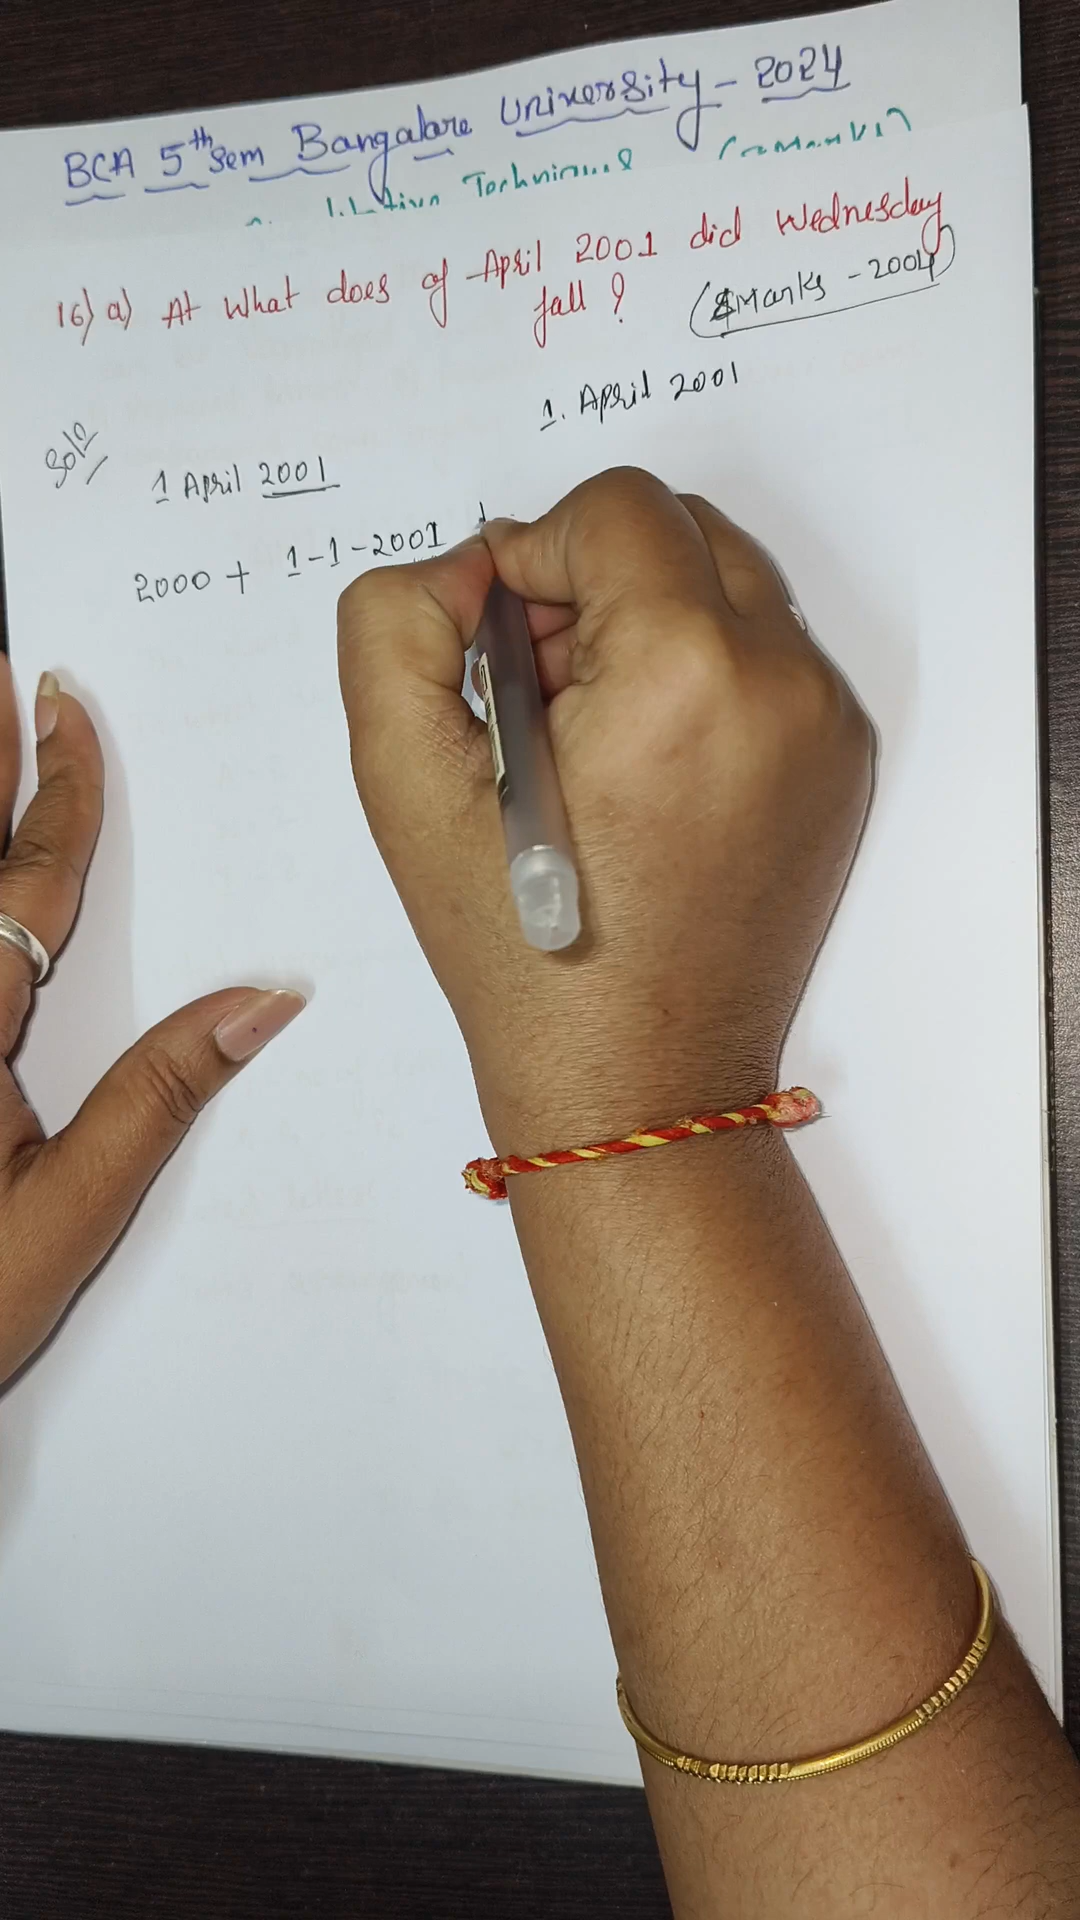 BCA 5th Sem Bangalore University - 2024
16) a) At What does of April 2001 did Wednesday
fall ?
Marks - 2004)
1. April 2001
Soln
1 April 2001
2000 + 1-1-2001